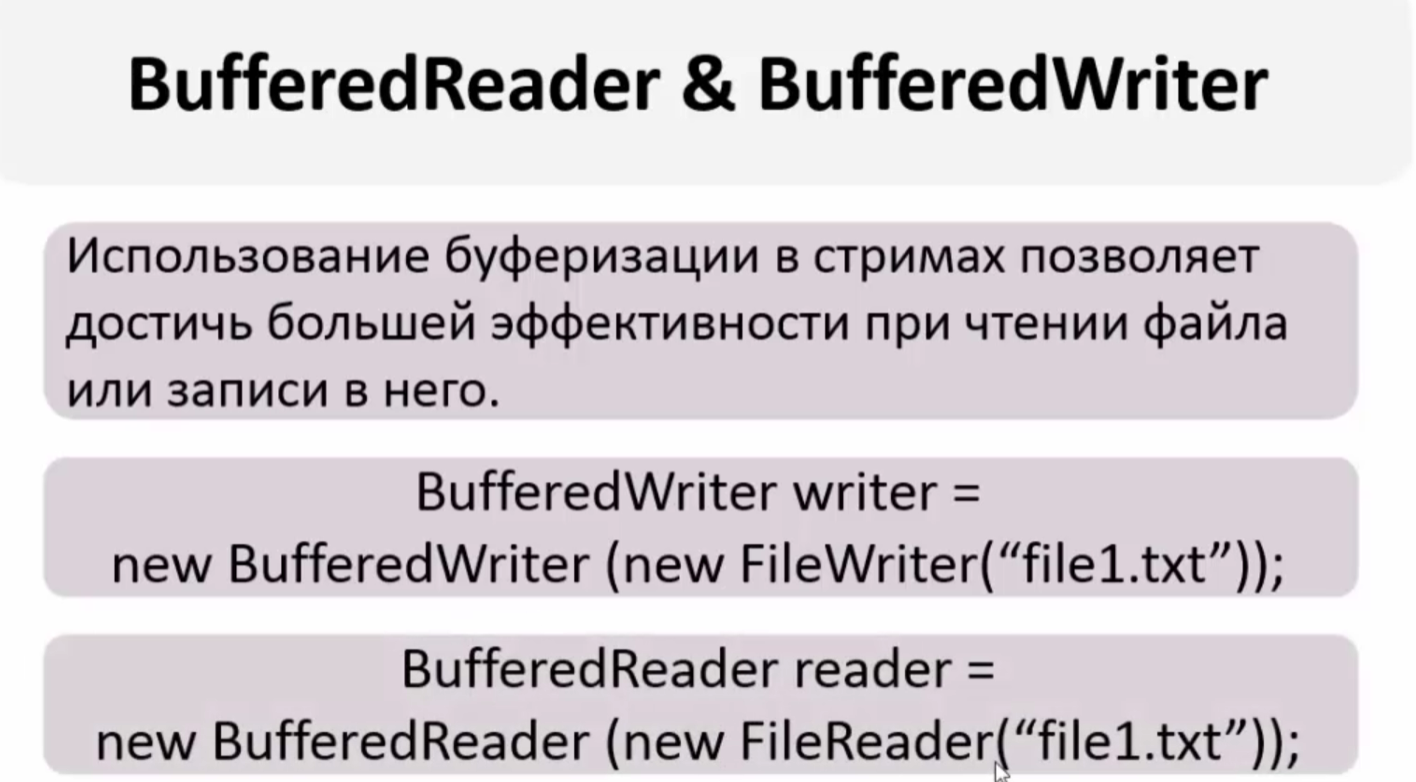 BufferedReader & BufferedWriter
Использование буферизации в стримах позволяет
достичь большей эффективности при чтении файла
или записи в него.
BufferedWriter writer =
new BufferedWriter (new FileWriter(“file1.txt”));
BufferedReader reader =
new BufferedReader (new FileReader(“file1.txt”));